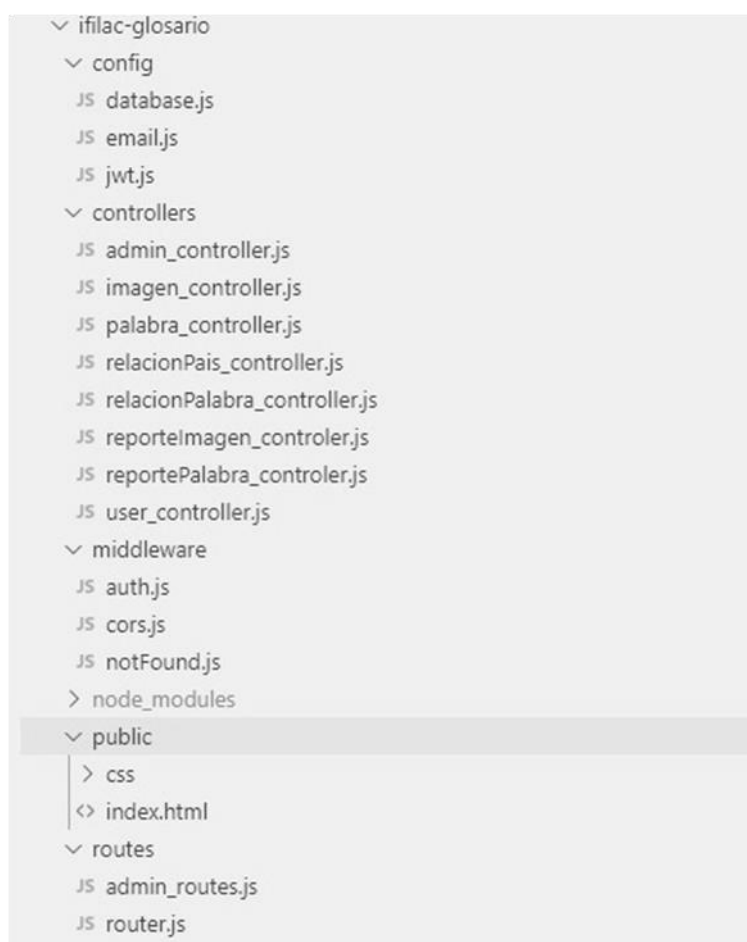 ifilac-glosario
config
JS database.js
JS email.js
JS jwt.js
controllers
JS admin_controller.js
JS imagen_controller.js
JS palabra_controller.js
JS relacionPais_controller.js
JS relacionPalabra_controller.js
JS reporteImagen_controler.js
JS reportePalabra_controler.js
JS user_controller.js
middleware
JS auth.js
JS cors.js
JS notFound.js
node_modules
public
css
<> index.html
routes
JS admin_routes.js
JS router.js